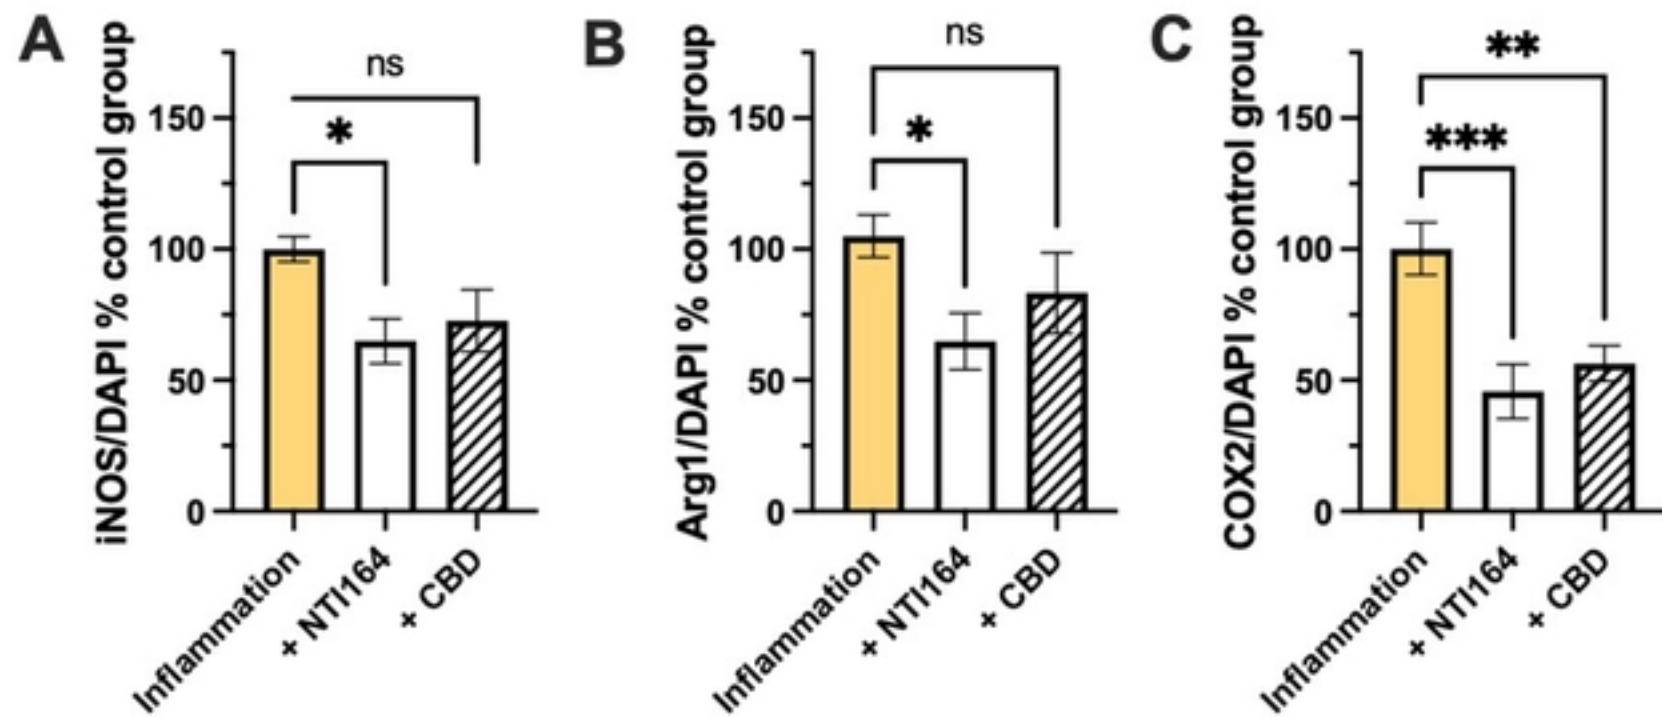 A
iNOS/DAPI % control group
150
100
50
0
ns
*
Inflammation
+ NTI164
+ CBD
B
Arg1/DAPI % control group
150
100
50
0
ns
*
Inflammation
+ NTI164
+ CBD
C
COX2/DAPI % control group
150
100
50
0
**
***
Inflammation
+ NTI164
+ CBD